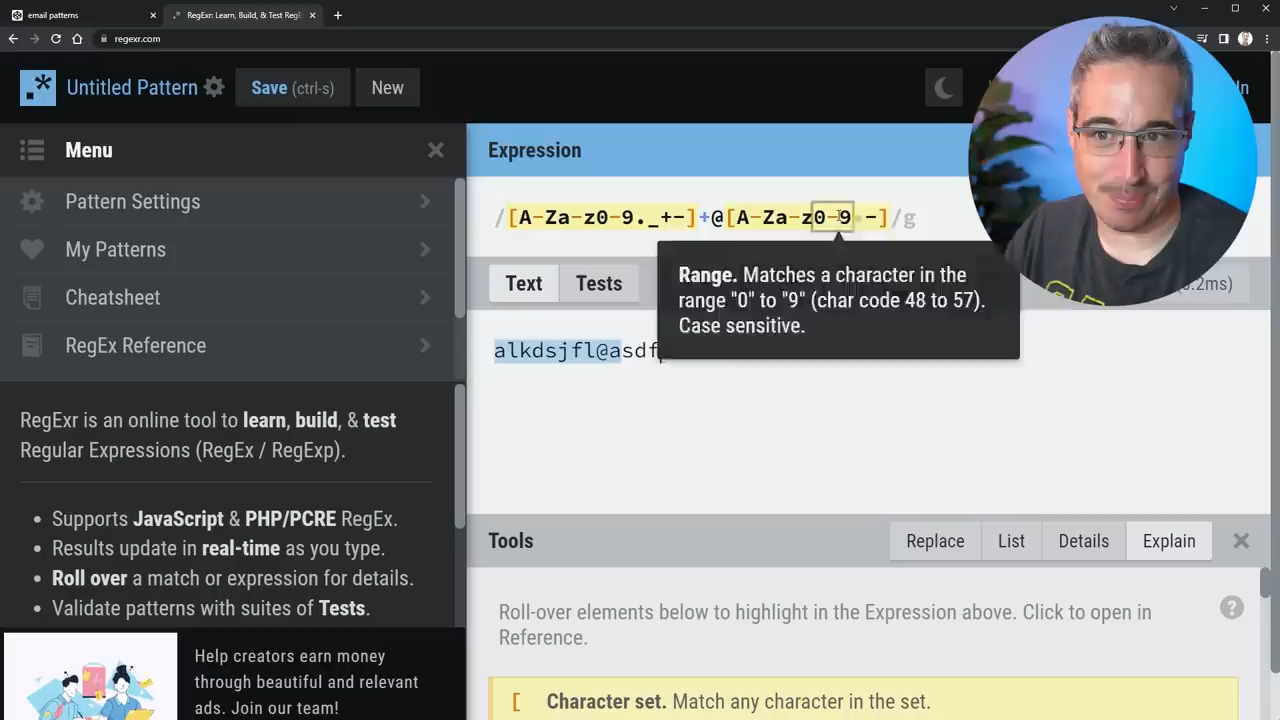 email patterns
RegExr: Learn, Build, & Test RegE
regexr.com
.*
Untitled Pattern
Save (ctrl-s)
New
In
Menu
Expression
Pattern Settings
/[A-Za-z0-9._+-]+@[A-Za-z0-9.-]/g
My Patterns
Range. Matches a character in the
range "0" to "9" (char code 48 to 57).
Case sensitive.
Text
Tests
2ms)
Cheatsheet
RegEx Reference
alkdsjfl@asdf
RegExr is an online tool to learn, build, & test
Regular Expressions (RegEx / RegExp).
Supports JavaScript & PHP/PCRE RegEx.
Results update in real-time as you type.
Roll over a match or expression for details.
Validate patterns with suites of Tests.
Tools
Replace
List
Details
Explain
Roll-over elements below to highlight in the Expression above. Click to open in
Reference.
[ Character set. Match any character in the set.
Help creators earn money
through beautiful and relevant
ads. Join our team!